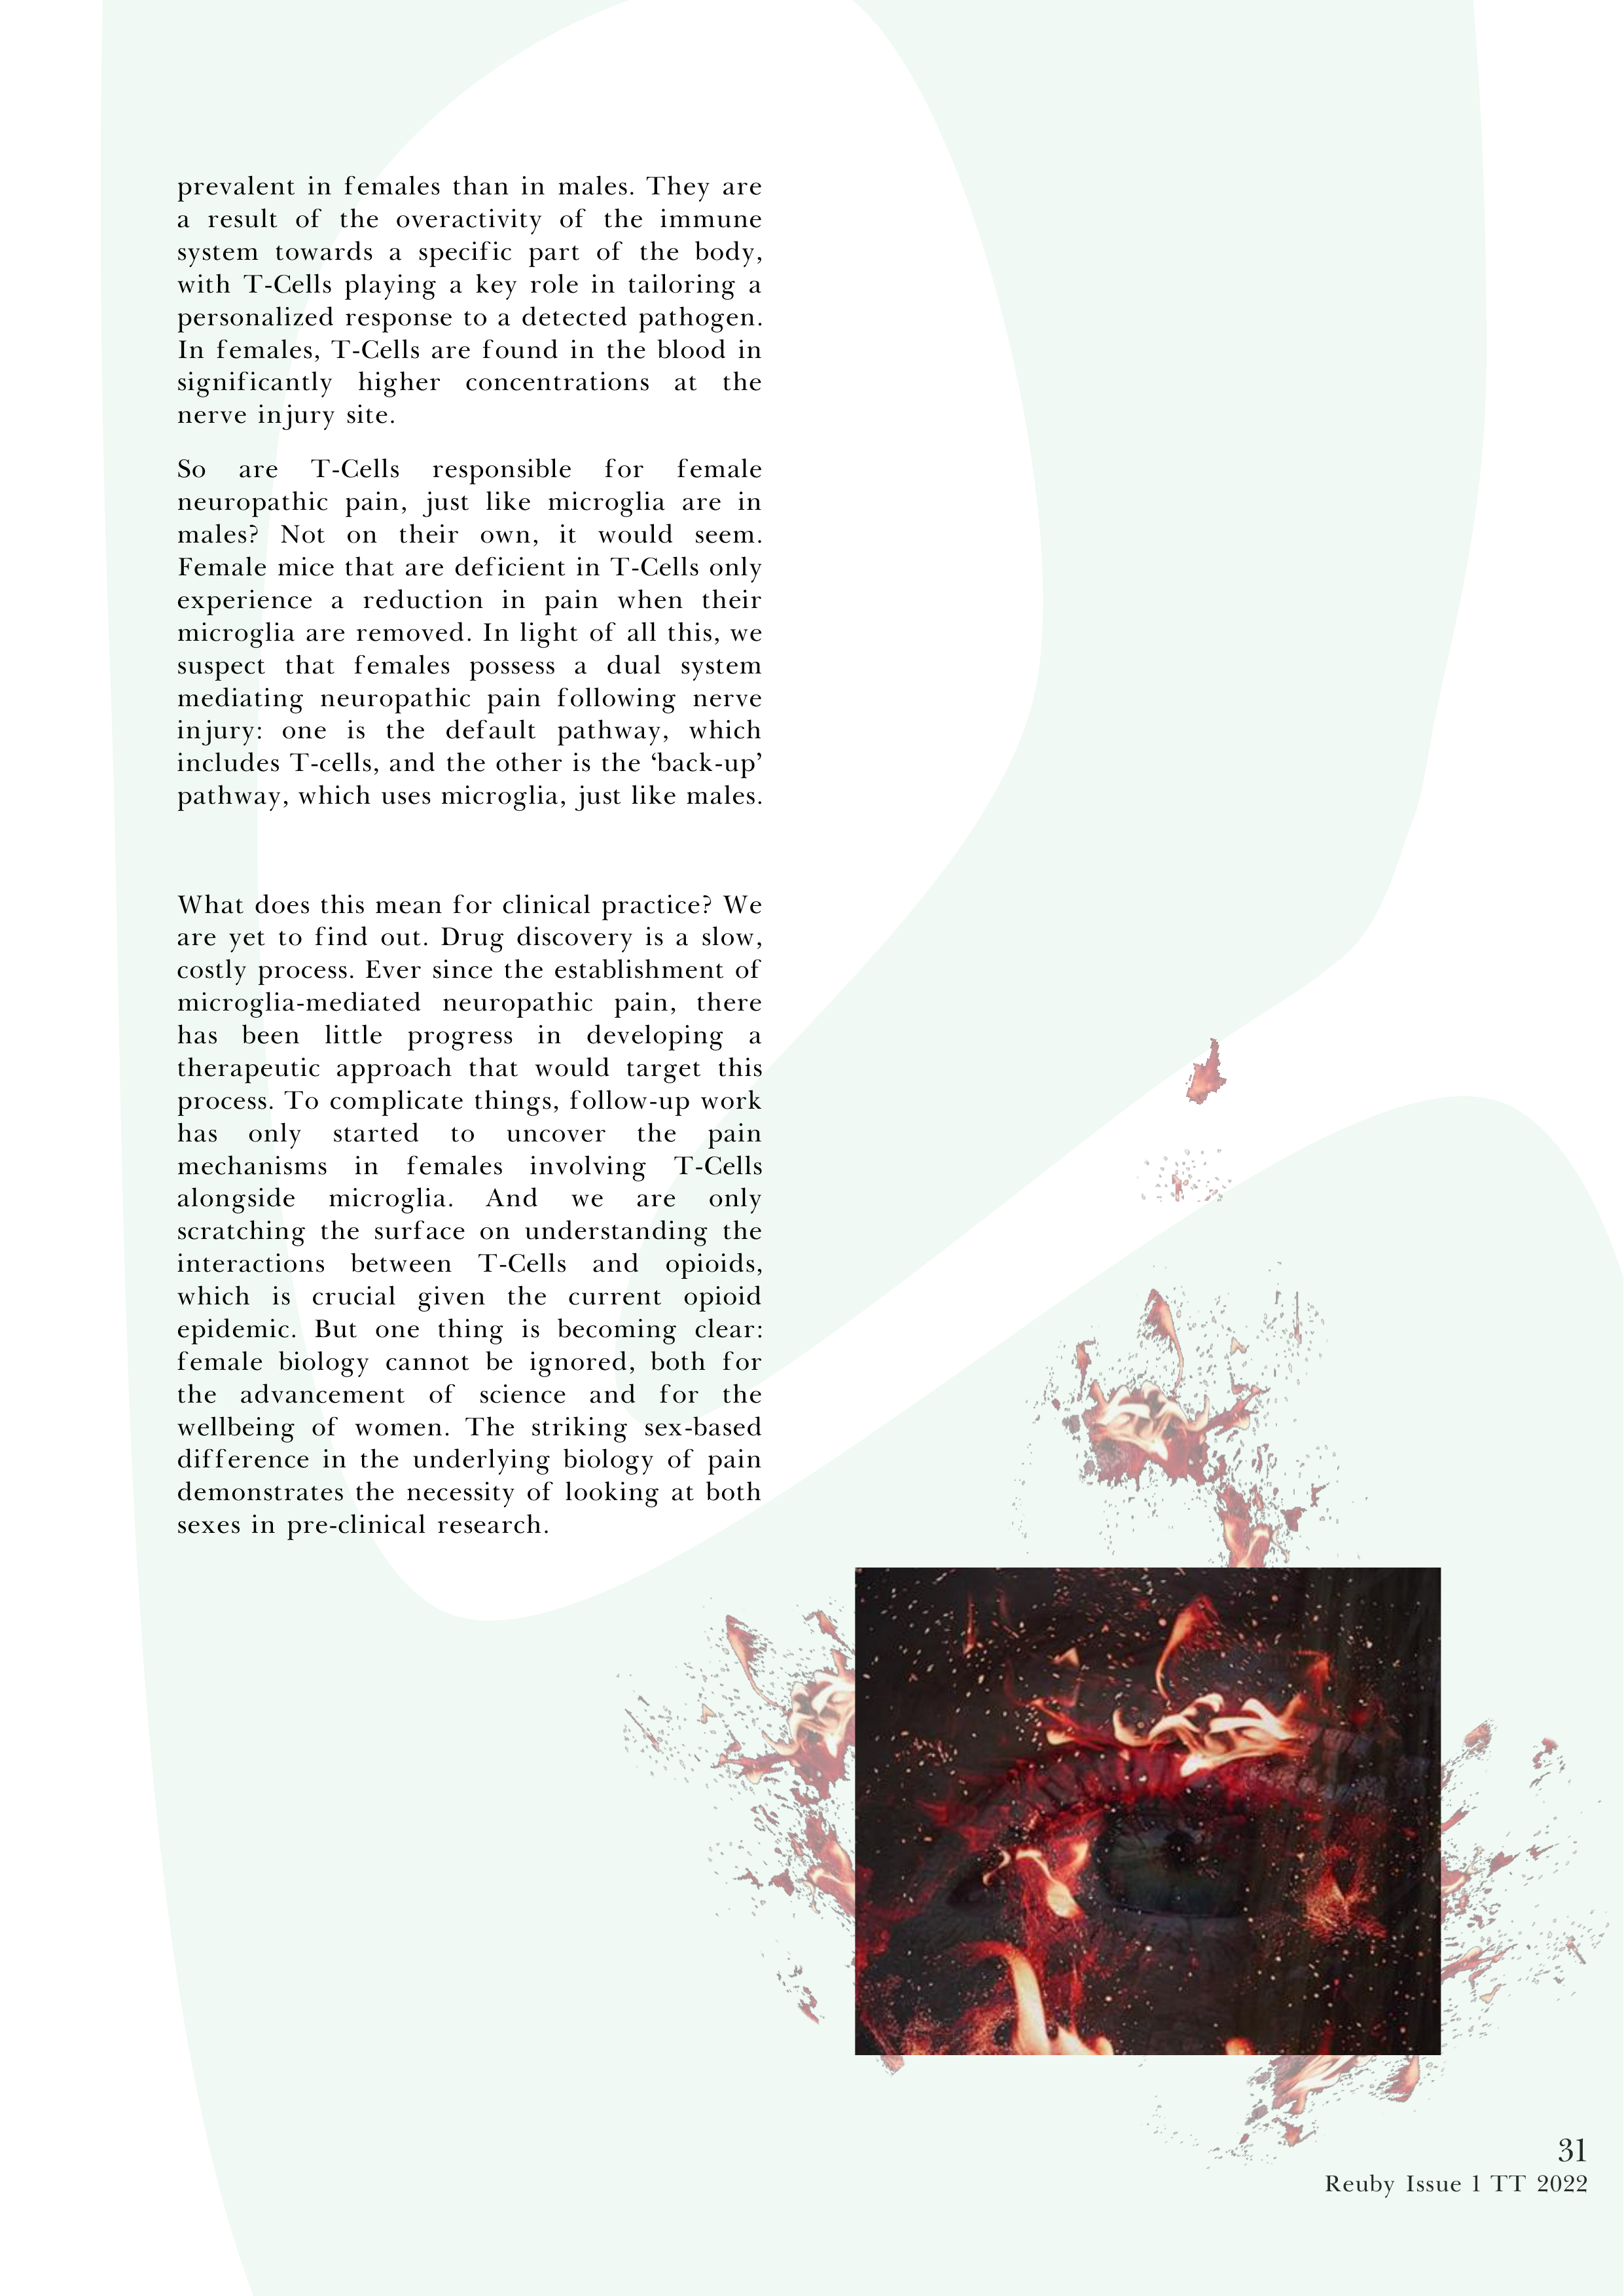 prevalent in females than in males. They are
a result of the overactivity of the immune
system towards a specific part of the body,
with T-Cells playing a key role in tailoring a
personalized response to a detected pathogen.
In females, T-Cells are found in the blood in
significantly higher concentrations at the
nerve injury site.
So are T-Cells responsible for female
neuropathic pain, just like microglia are in
males? Not on their own, it would seem.
Female mice that are deficient in T-Cells only
experience a reduction in pain when their
microglia are removed. In light of all this, we
suspect that females possess a dual system
mediating neuropathic pain following nerve
injury: one is the default pathway, which
includes T-cells, and the other is the ‘back-up’
pathway, which uses microglia, just like males.
What does this mean for clinical practice? We
are yet to find out. Drug discovery is a slow,
costly process. Ever since the establishment of
microglia-mediated neuropathic pain, there
has been little progress in developing a
therapeutic approach that would target this
process. To complicate things, follow-up work
has only started to uncover the pain
mechanisms in females involving T-Cells
alongside microglia. And we are only
scratching the surface on understanding the
interactions between T-Cells and opioids,
which is crucial given the current opioid
epidemic. But one thing is becoming clear:
female biology cannot be ignored, both for
the advancement of science and for the
wellbeing of women. The striking sex-based
difference in the underlying biology of pain
demonstrates the necessity of looking at both
sexes in pre-clinical research.
31
Reuby Issue 1 TT 2022